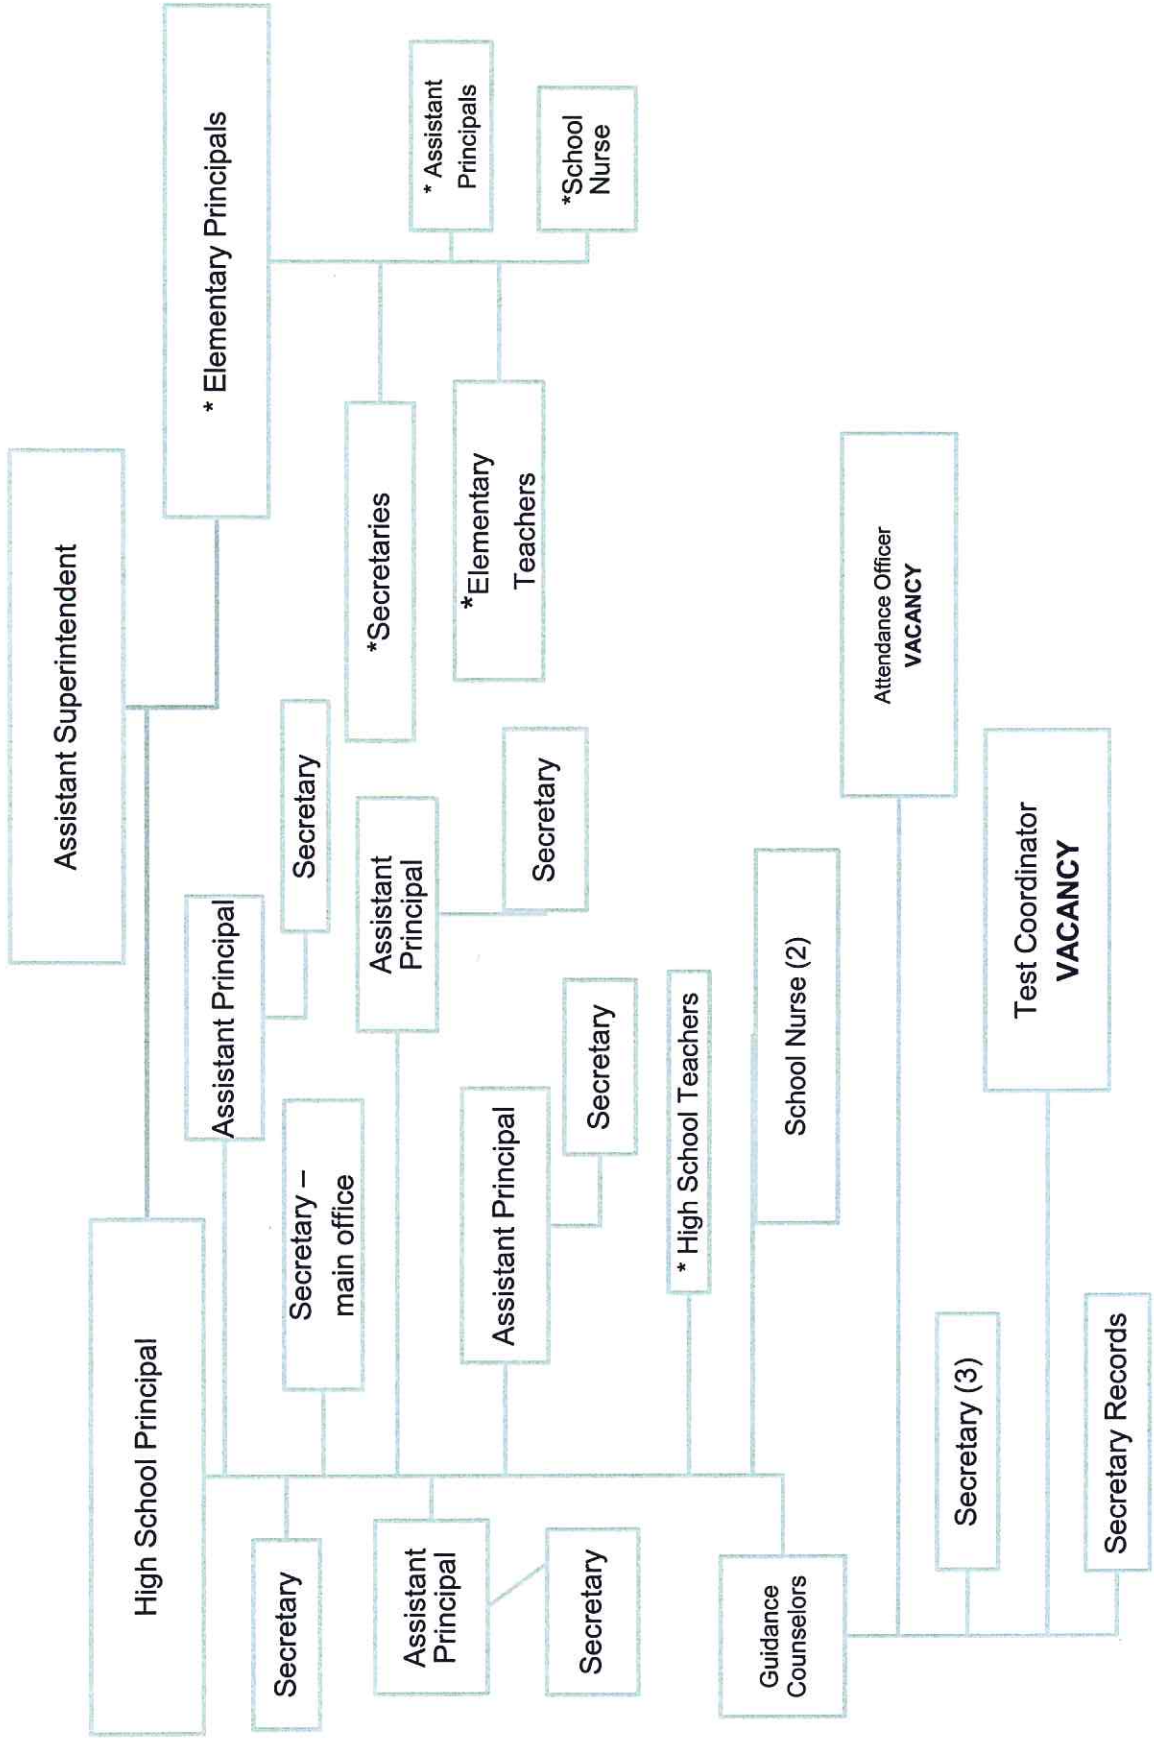 Assistant Superintendent
High School Principal
* Elementary Principals
Assistant Principal
Secretary
Secretary
Secretary –
main office
Assistant
Principal
Secretary
Assistant
Principal
Secretary
Assistant Principal
Secretary
* High School Teachers
School Nurse (2)
Guidance
Counselors
*Secretaries
* Assistant
Principals
*Elementary
Teachers
*School
Nurse
Attendance Officer
VACANCY
Secretary (3)
Test Coordinator
VACANCY
Secretary Records